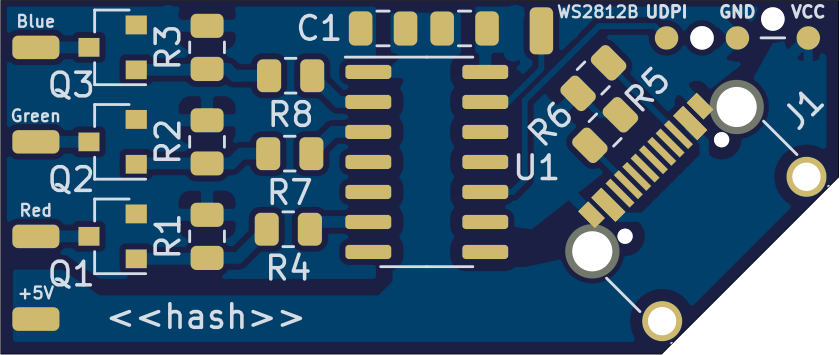 Blue
Q3
R3
C1
WS2812B UDPI GND VCC
R8
R6
R5
J1
Green
Q2
R2
R7
U1
Red
Q1
R1
R4
+5V
<<hash>>